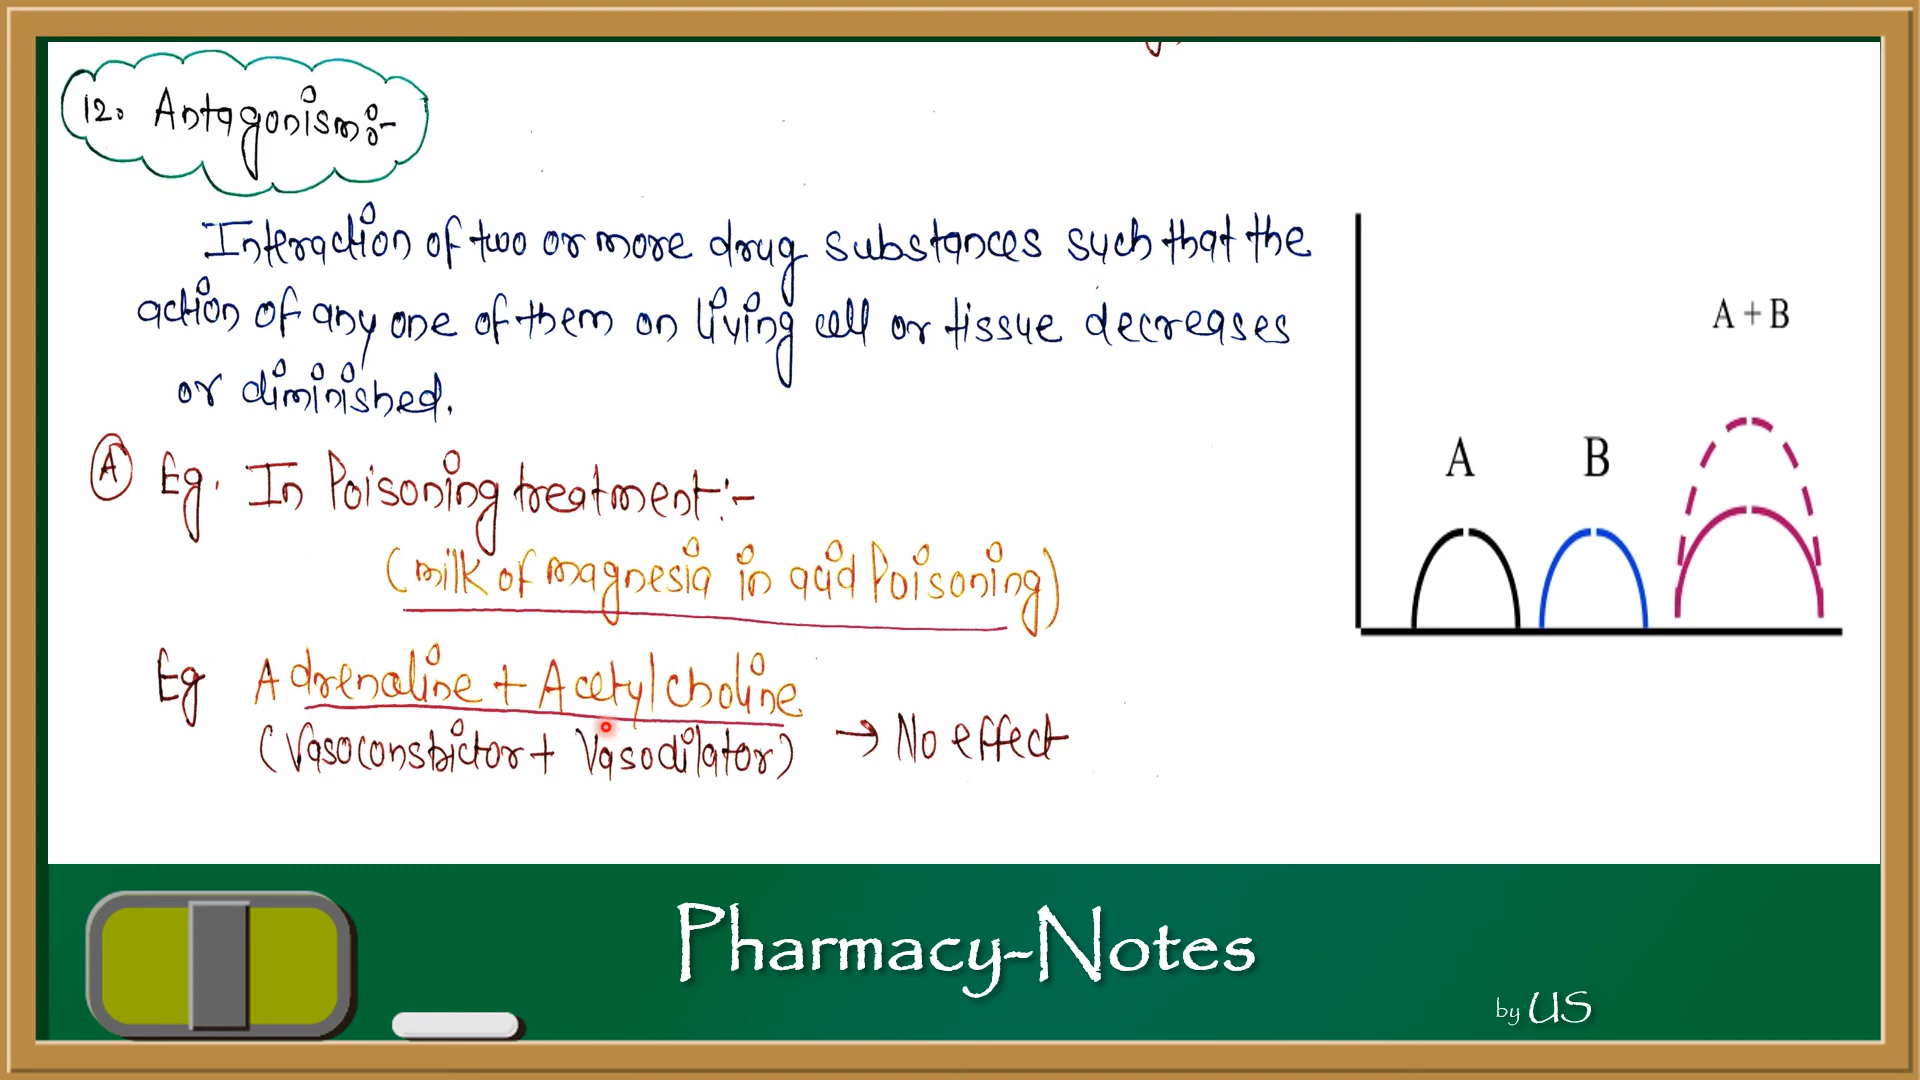 12. Antagonism:-
Interaction of two or more drug substances such that the
action of any one of them on living cell or tissue decreases
or diminished.
A Eg. In Poisoning treatment:-
(milk of magnesia in acid Poisoning)
Eg Adrenaline + Acetylcholine
(Vasoconstrictor + Vasodilator) → No effect
A + B
A B
Pharmacy-Notes
by US